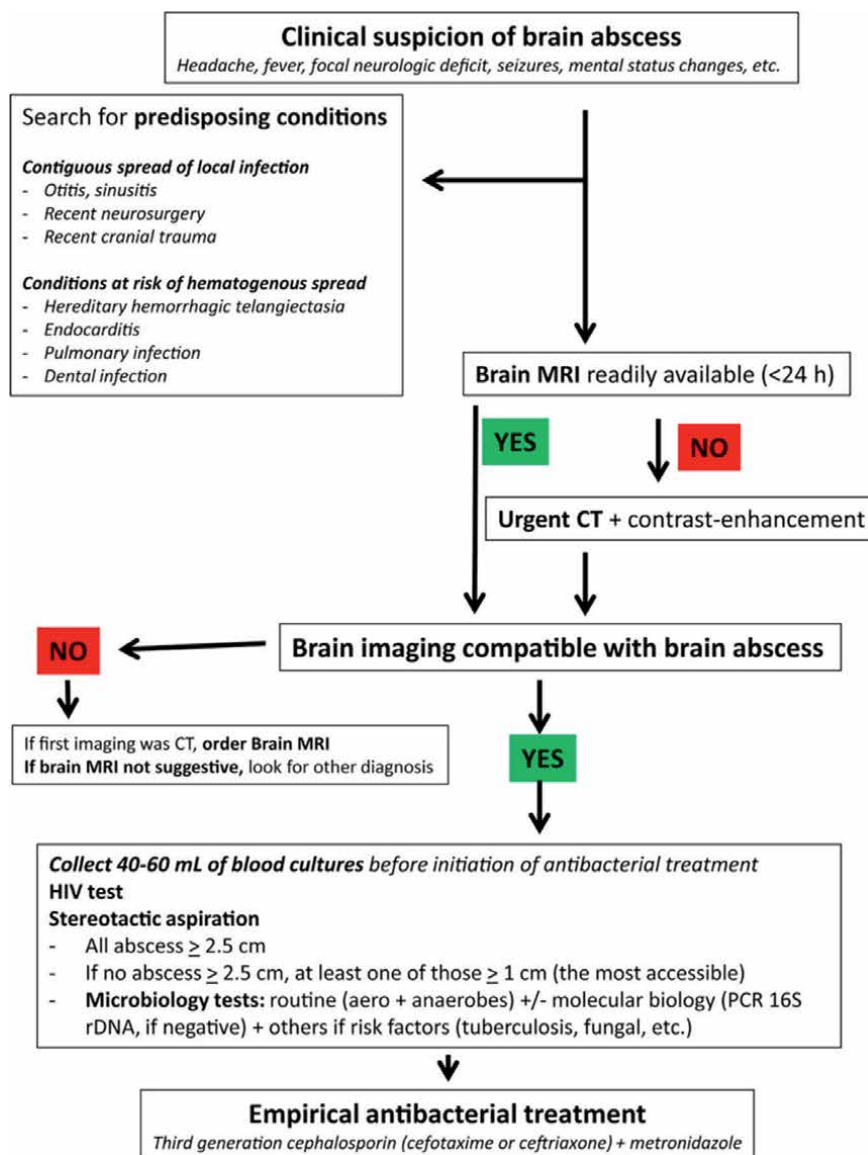 Clinical suspicion of brain abscess
Headache, fever, focal neurologic deficit, seizures, mental status changes, etc.
Search for predisposing conditions
Contiguous spread of local infection
- Otitis, sinusitis
- Recent neurosurgery
- Recent cranial trauma
Conditions at risk of hematogenous spread
- Hereditary hemorrhagic telangiectasia
- Endocarditis
- Pulmonary infection
- Dental infection
Brain MRI readily available (<24 h)
YES
NO
Urgent CT + contrast-enhancement
Brain imaging compatible with brain abscess
NO
If first imaging was CT, order Brain MRI
If brain MRI not suggestive, look for other diagnosis
YES
Collect 40-60 mL of blood cultures before initiation of antibacterial treatment
HIV test
Stereotactic aspiration
- All abscess ≥ 2.5 cm
- If no abscess ≥ 2.5 cm, at least one of those ≥ 1 cm (the most accessible)
- Microbiology tests: routine (aero + anaerobes) +/- molecular biology (PCR 16S
rDNA, if negative) + others if risk factors (tuberculosis, fungal, etc.)
Empirical antibacterial treatment
Third generation cephalosporin (cefotaxime or ceftriaxone) + metronidazole